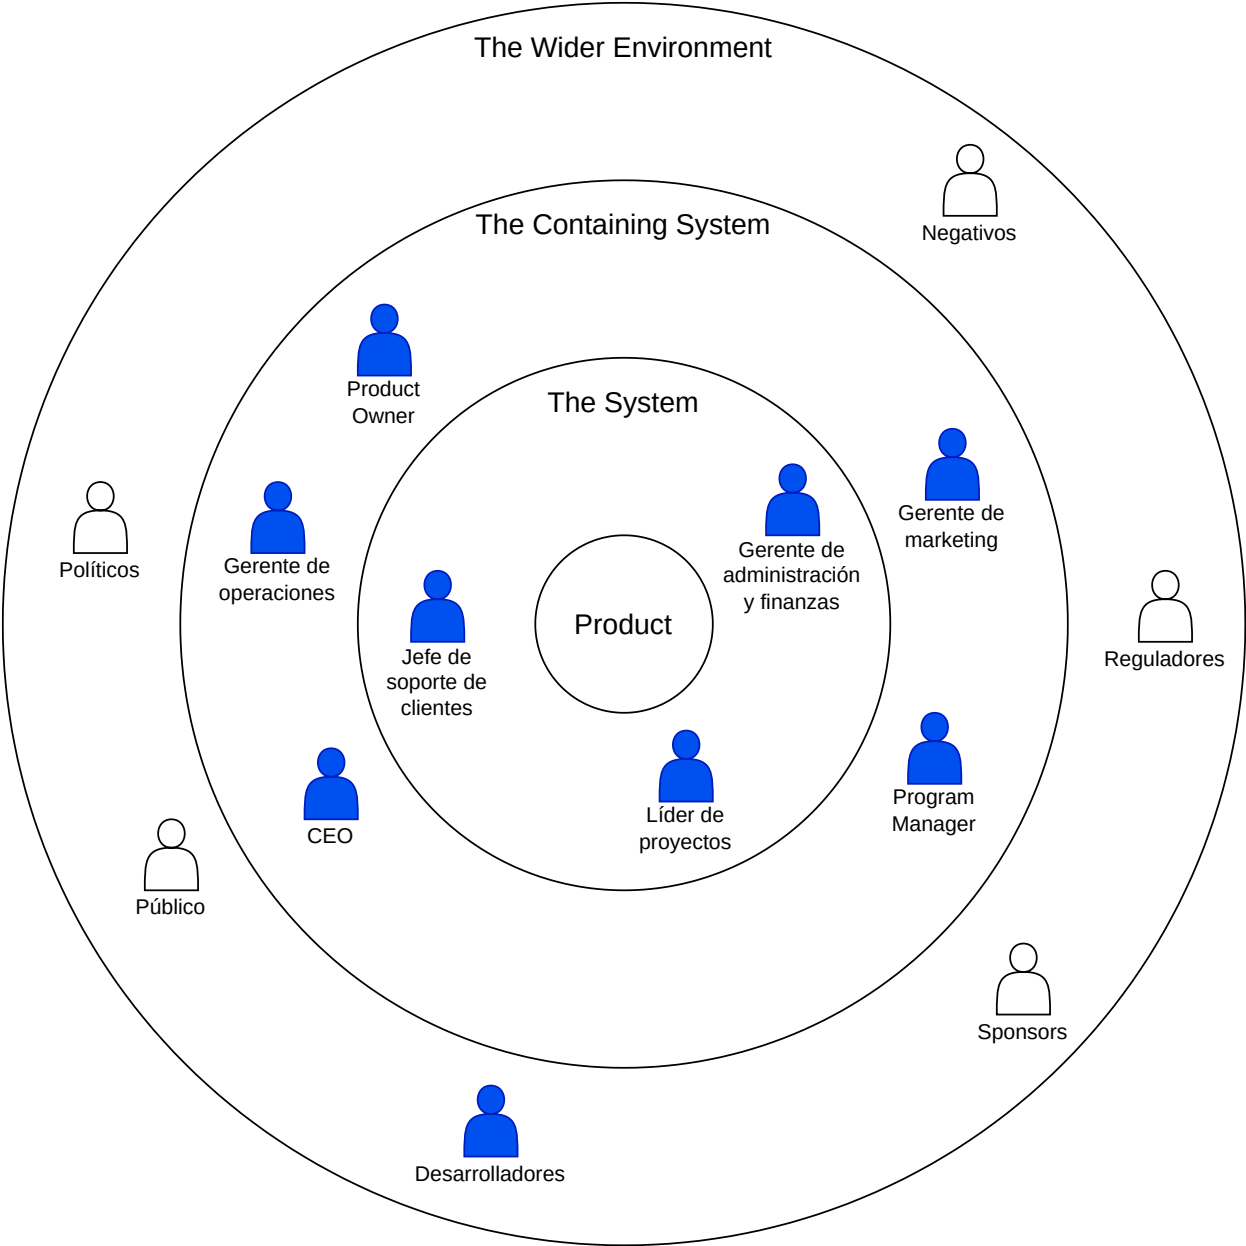 The Wider Environment
Negativos
The Containing System
Product
Owner
The System
Gerente de
marketing
Políticos
Gerente de
operaciones
Gerente de
administración
y finanzas
Product
Jefe de
soporte de
clientes
Reguladores
CEO
Líder de
proyectos
Program
Manager
Público
Sponsors
Desarrolladores